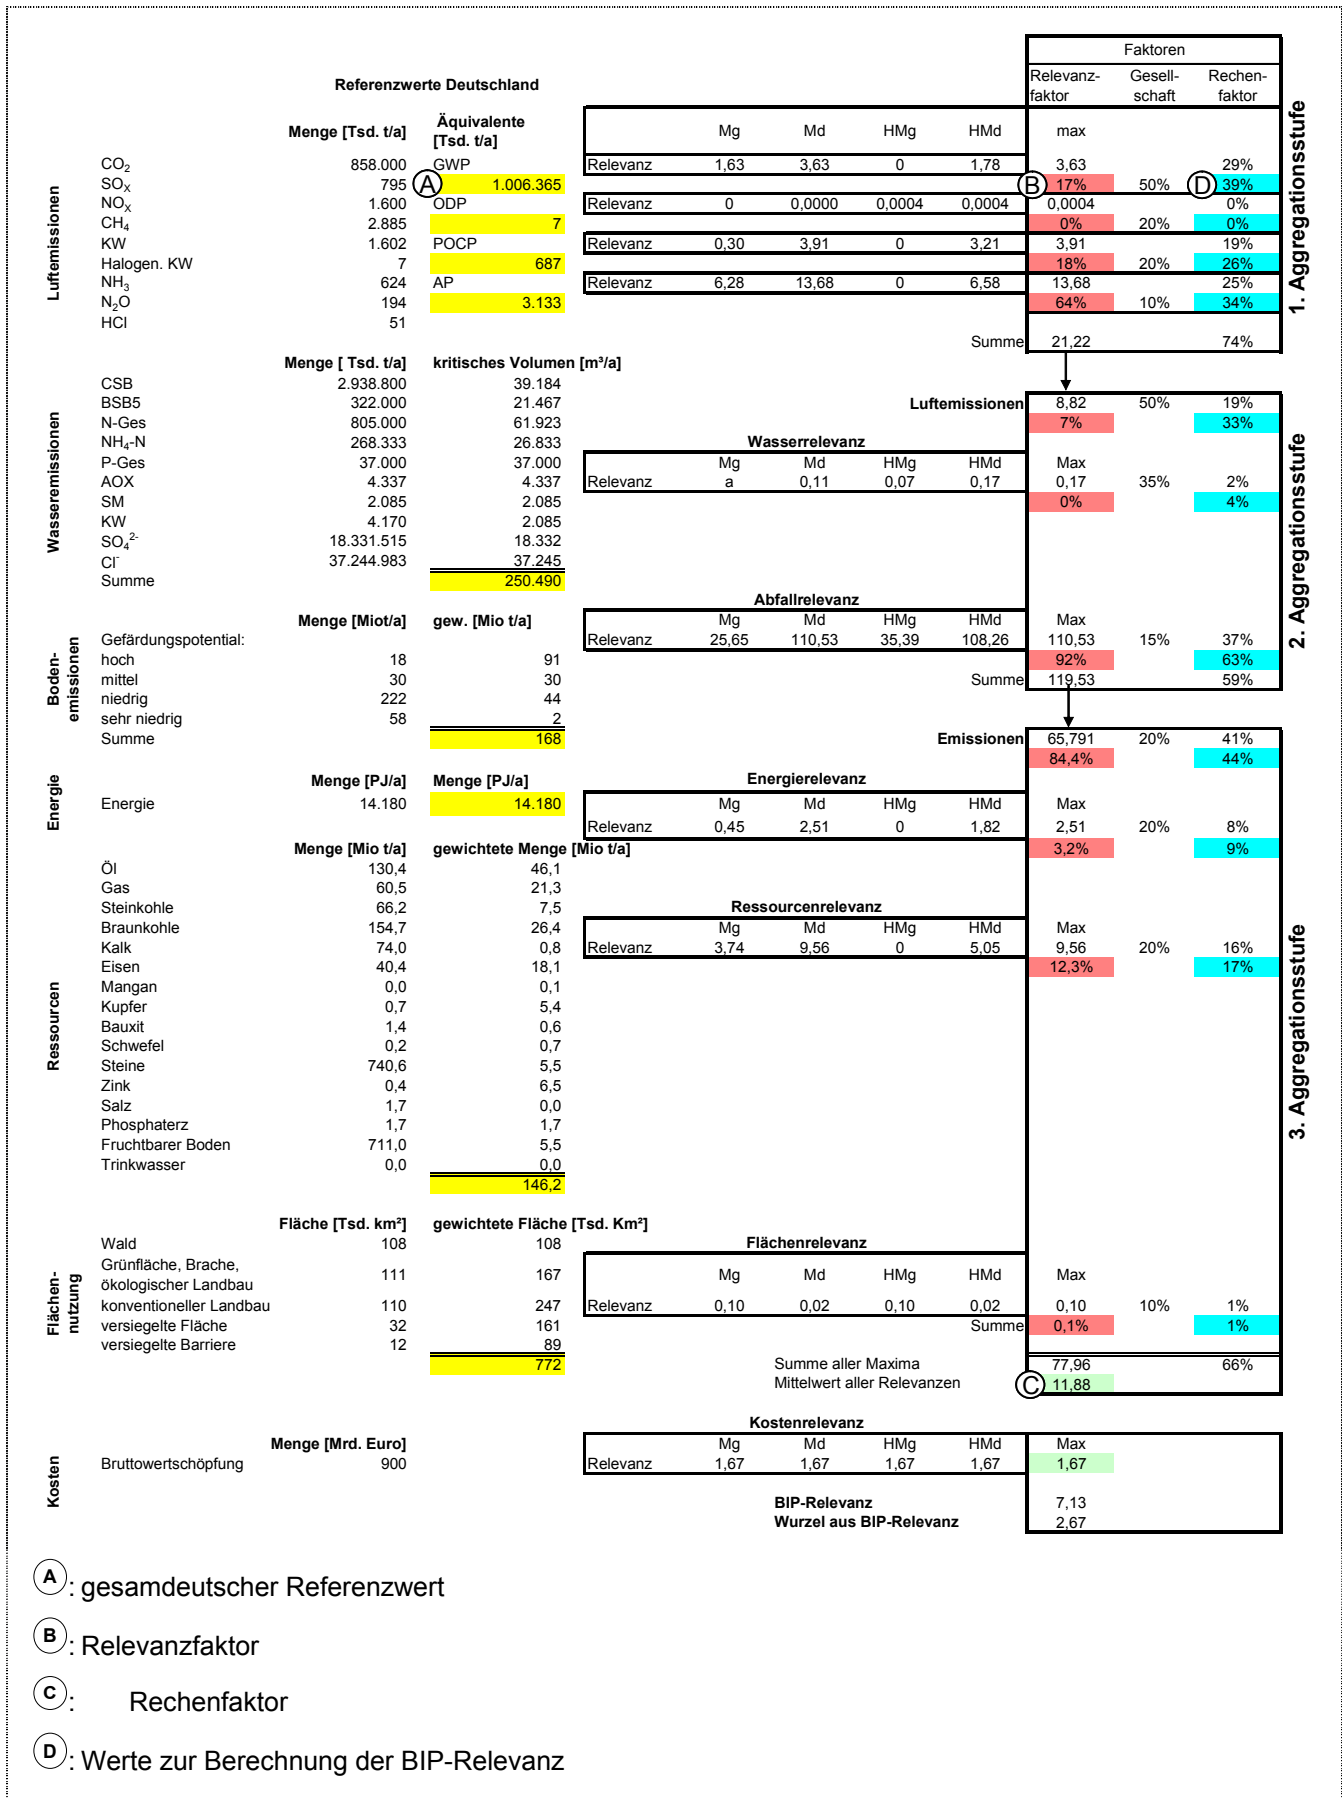 Faktoren
Referenzwerte Deutschland
Relevanz-faktor Gesell-schaft Rechen-faktor
Menge [Tsd. t/a] Äquivalente [Tsd. t/a] Mg Md HMg HMd max
CO2 858.000 GWP Relevanz 1,63 3,63 0 1,78 3,63 29%
SOX 795 A 1.006.365 B 17% 50% D 39%
NOX 1.600 ODP Relevanz 0 0,0000 0,0004 0,0004 0,0004 0%
CH4 2.885 7 0% 20% 0%
KW 1.602 POCP Relevanz 0,30 3,91 0 3,21 3,91 19%
Halogen. KW 7 687 18% 20% 26%
NH3 624 AP Relevanz 6,28 13,68 0 6,58 13,68 25%
N2O 194 3.133 64% 10% 34%
HCl 51
Summe 21,22 74%
Luftemissionen
1. Aggregationsstufe
Menge [ Tsd. t/a] kritisches Volumen [m³/a]
CSB 2.938.800 39.184
BSB5 322.000 21.467 Luftemissionen 8,82 50% 19%
N-Ges 805.000 61.923 7% 33%
NH4-N 268.333 26.833 Wasserrelevanz
P-Ges 37.000 37.000 Mg Md HMg HMd Max
AOX 4.337 4.337 Relevanz a 0,11 0,07 0,17 0,17 35% 2%
SM 2.085 2.085 0% 4%
KW 4.170 2.085
SO4 2- 18.331.515 18.332
Cl- 37.244.983 37.245
Summe 250.490
Wasseremissionen
2. Aggregationsstufe
Abfallrelevanz
Menge [Miot/a] gew. [Mio t/a] Mg Md HMg HMd Max
Gefärdungspotential: Relevanz 25,65 110,53 35,39 108,26 110,53 15% 37%
hoch 18 91 92% 63%
mittel 30 30 Summe 119,53 59%
niedrig 222 44
sehr niedrig 58 2
Summe 168 Emissionen 65,791 20% 41%
84,4% 44%
Boden-emissionen
Menge [PJ/a] Menge [PJ/a] Energierelevanz
Energie 14.180 14.180 Mg Md HMg HMd Max
Relevanz 0,45 2,51 0 1,82 2,51 20% 8%
Energie
Menge [Mio t/a] gewichtete Menge [Mio t/a] 3,2% 9%
Öl 130,4 46,1
Gas 60,5 21,3
Steinkohle 66,2 7,5 Ressourcenrelevanz
Braunkohle 154,7 26,4 Mg Md HMg HMd Max
Kalk 74,0 0,8 Relevanz 3,74 9,56 0 5,05 9,56 20% 16%
Eisen 40,4 18,1 12,3% 17%
Mangan 0,0 0,1
Kupfer 0,7 5,4
Bauxit 1,4 0,6
Schwefel 0,2 0,7
Steine 740,6 5,5
Zink 0,4 6,5
Salz 1,7 0,0
Phosphaterz 1,7 1,7
Fruchtbarer Boden 711,0 5,5
Trinkwasser 0,0 0,0
146,2
Ressourcen
3. Aggregationsstufe
Fläche [Tsd. km²] gewichtete Fläche [Tsd. Km²]
Wald 108 108 Flächenrelevanz
Grünfläche, Brache,
ökologischer Landbau 111 167 Mg Md HMg HMd Max
konventioneller Landbau 110 247 Relevanz 0,10 0,02 0,10 0,02 0,10 10% 1%
versiegelte Fläche 32 161 Summe 0,1% 1%
versiegelte Barriere 12 89
772 Summe aller Maxima 77,96 66%
Mittelwert aller Relevanzen C 11,88
Flächen-nutzung
Kostenrelevanz
Menge [Mrd. Euro] Mg Md HMg HMd Max
Bruttowertschöpfung 900 Relevanz 1,67 1,67 1,67 1,67 1,67
Kosten
BIP-Relevanz 7,13
Wurzel aus BIP-Relevanz 2,67
A: gesamdeutscher Referenzwert
B: Relevanzfaktor
C: Rechenfaktor
D: Werte zur Berechnung der BIP-Relevanz